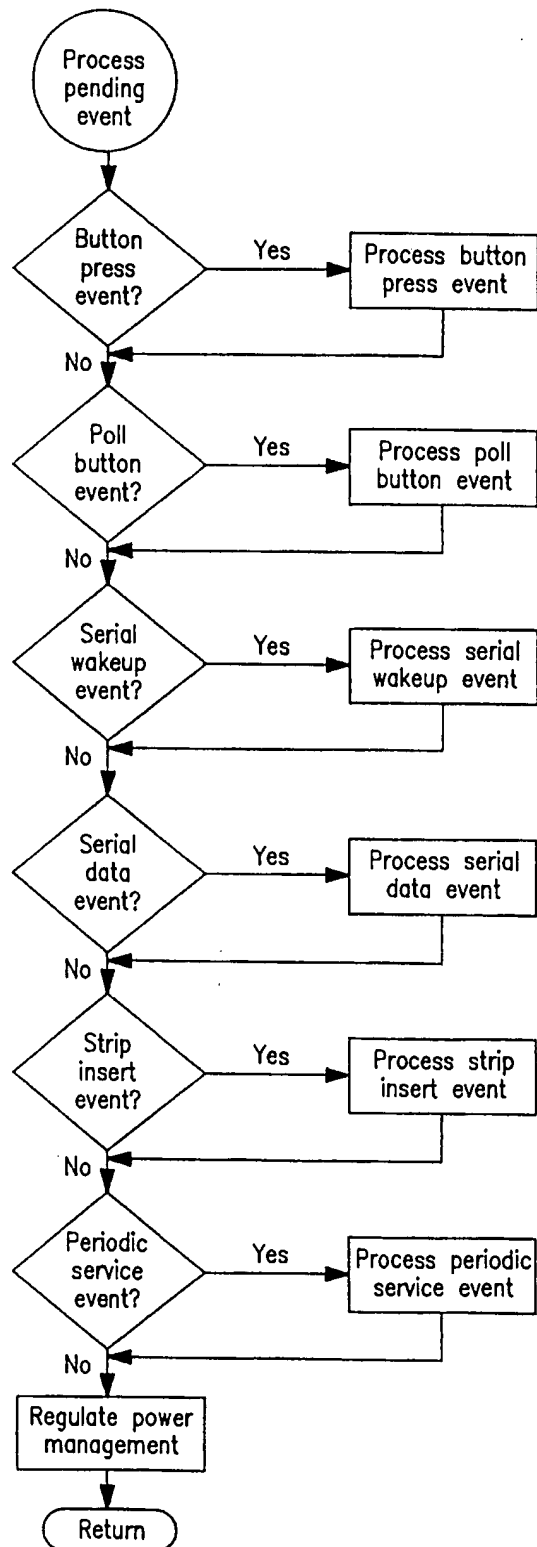 Process
pending
event
Button
press
event?
Yes
Process button
press event
No
Poll
button
event?
Yes
Process poll
button event
No
Serial
wakeup
event?
Yes
Process serial
wakeup event
No
Serial
data
event?
Yes
Process serial
data event
No
Strip
insert
event?
Yes
Process strip
insert event
No
Periodic
service
event?
Yes
Process periodic
service event
No
Regulate power
management
Return